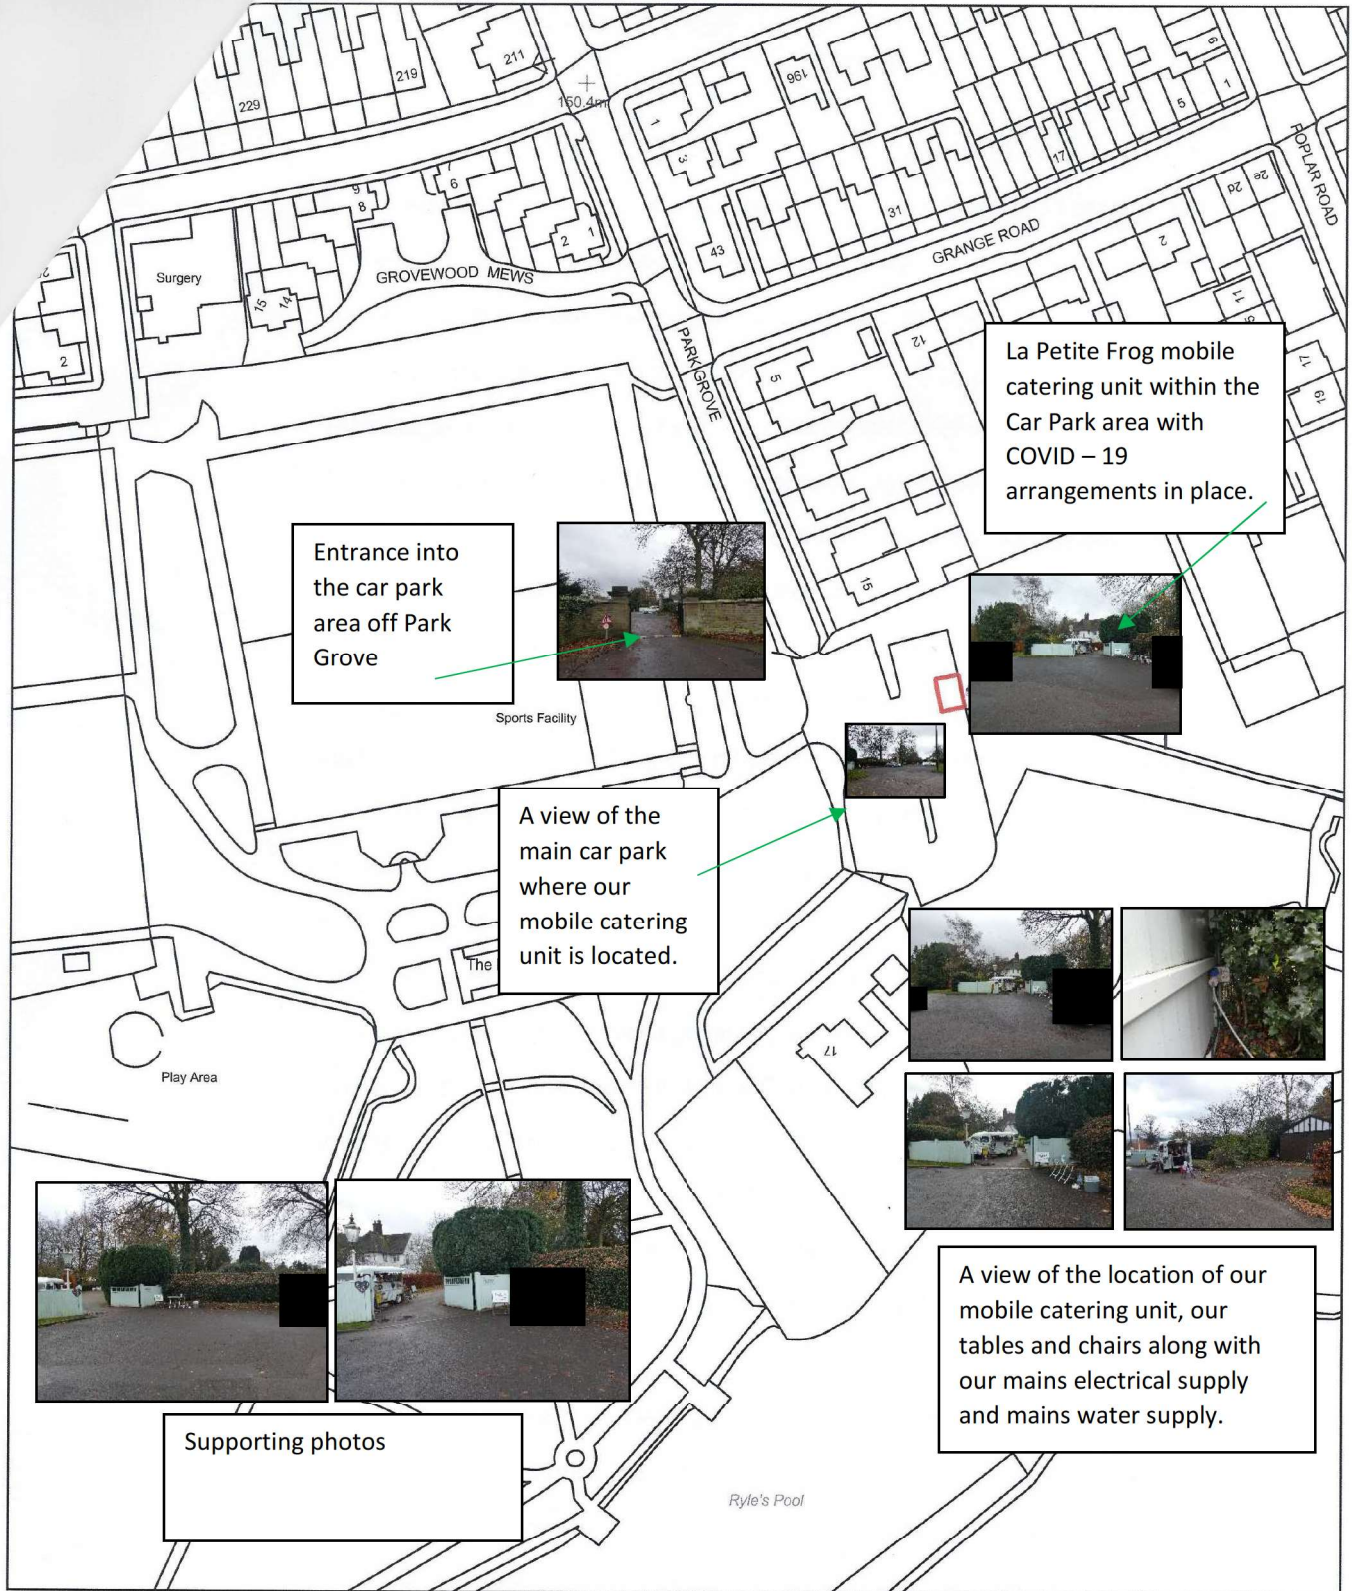 211
219
229
150.4m
196
1
3
6
1
5
17
31
43
POPLAR ROAD
2e
2d
GRANGE ROAD
2
11
9
8
7
6
2
1
Surgery
15
14
GROVEWOOD MEWS
2
PARK GROVE
5
12
17
19
15
La Petite Frog mobile
catering unit within the
Car Park area with
COVID – 19
arrangements in place.
Entrance into
the car park
area off Park
Grove
Sports Facility
A view of the
main car park
where our
mobile catering
unit is located.
The
17
Play Area
A view of the location of our
mobile catering unit, our
tables and chairs along with
our mains electrical supply
and mains water supply.
Supporting photos
Ryle's Pool